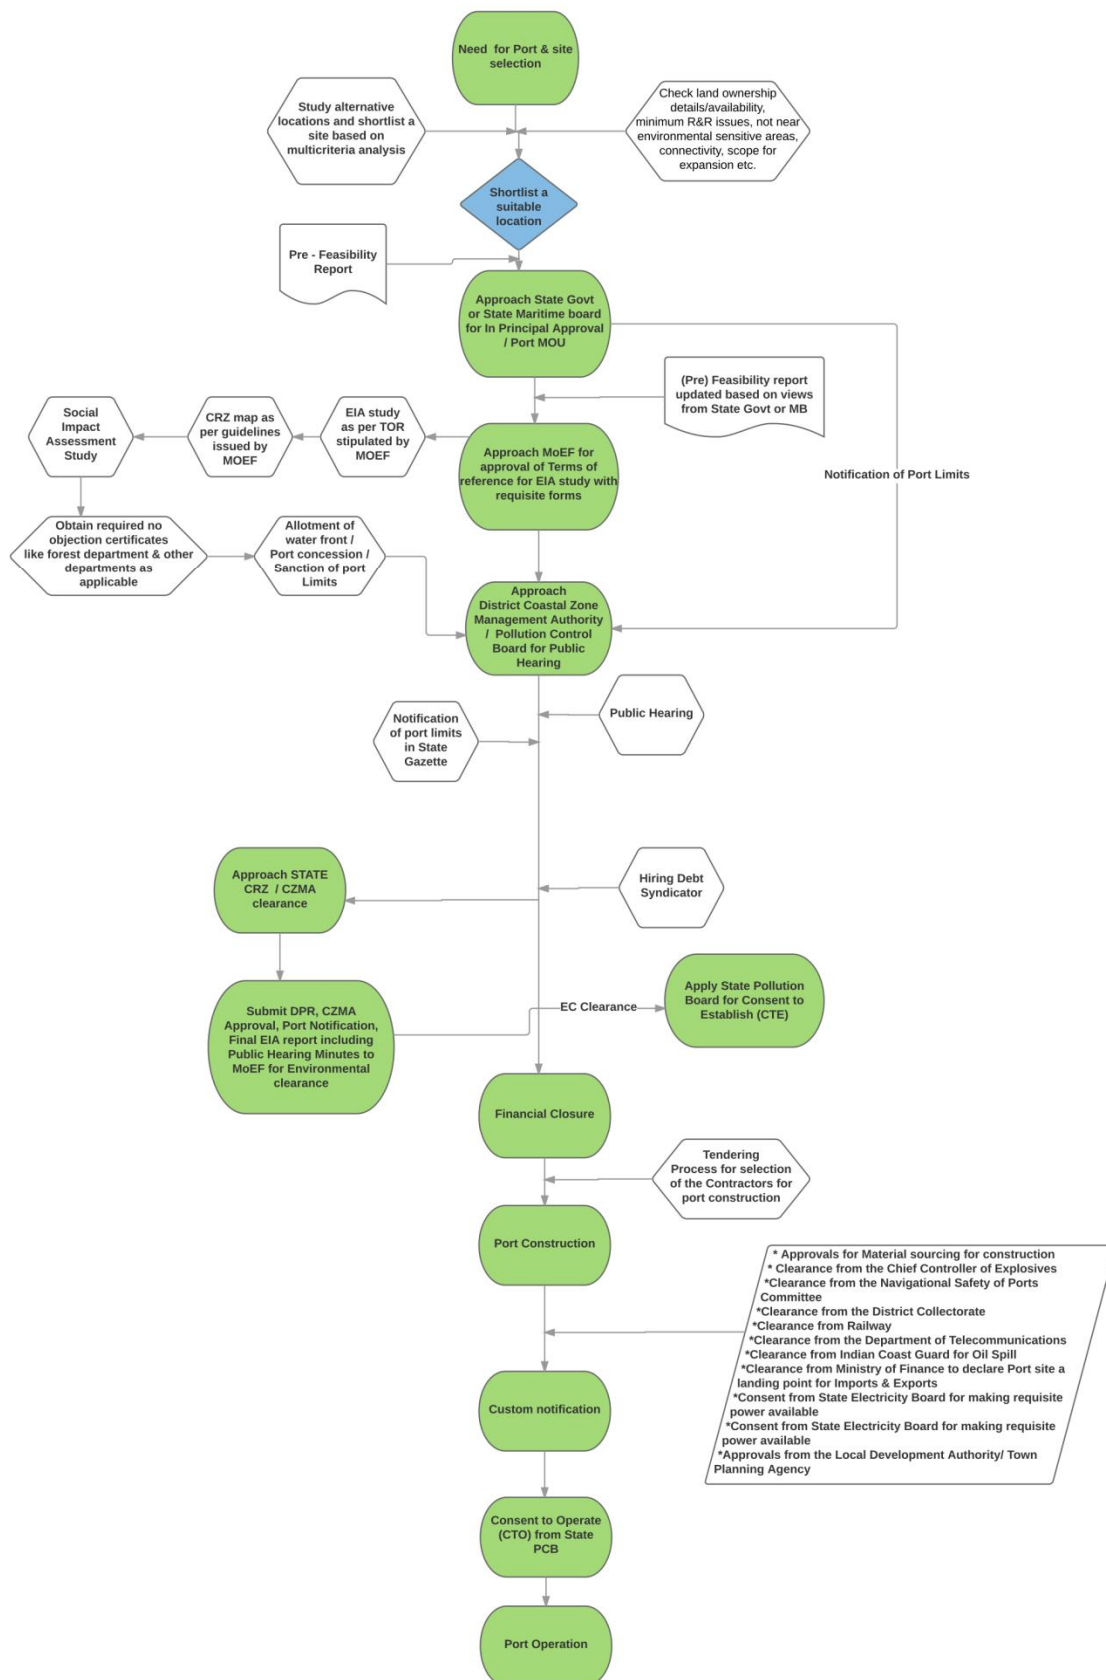 Need for Port & site
selection
Study alternative
locations and shortlist a
site based on
multicriteria analysis
Check land ownership
details/availability,
minimum R&R issues, not near
environmental sensitive areas,
connectivity, scope for
expansion etc.
Shortlist a
suitable
location
Pre - Feasibility
Report
Approach State Govt
or State Maritime board
for In Principal Approval
/ Port MOU
(Pre) Feasibility report
updated based on views
from State Govt or MB
Social
Impact
Assessment
Study
CRZ map as
per guidelines
issued by
MOEF
EIA study
as per TOR
stipulated by
MOEF
Approach MoEF for
approval of Terms of
reference for EIA study with
requisite forms
Notification of Port Limits
Obtain required no
objection certificates
like forest department & other
departments as
applicable
Allotment of
water front /
Port concession /
Sanction of port
Limits
Approach
District Coastal Zone
Management Authority
/ Pollution Control
Board for Public
Hearing
Public Hearing
Notification
of port limits
in State
Gazette
Hiring Debt
Syndicator
Approach STATE
CRZ / CZMA
clearance
Submit DPR, CZMA
Approval, Port Notification,
Final EIA report including
Public Hearing Minutes to
MoEF for Environmental
clearance
EC Clearance
Apply State Pollution
Board for Consent to
Establish (CTE)
Financial Closure
Tendering
Process for selection
of the Contractors for
port construction
Port Construction
* Approvals for Material sourcing for construction
* Clearance from the Chief Controller of Explosives
*Clearance from the Navigational Safety of Ports
Committee
*Clearance from the District Collectorate
*Clearance from Railway
*Clearance from the Department of Telecommunications
*Clearance from Indian Coast Guard for Oil Spill
*Clearance from Ministry of Finance to declare Port site a
landing point for Imports & Exports
*Consent from State Electricity Board for making requisite
power available
*Consent from State Electricity Board for making requisite
power available
*Approvals from the Local Development Authority/ Town
Planning Agency
Custom notification
Consent to Operate
(CTO) from State
PCB
Port Operation